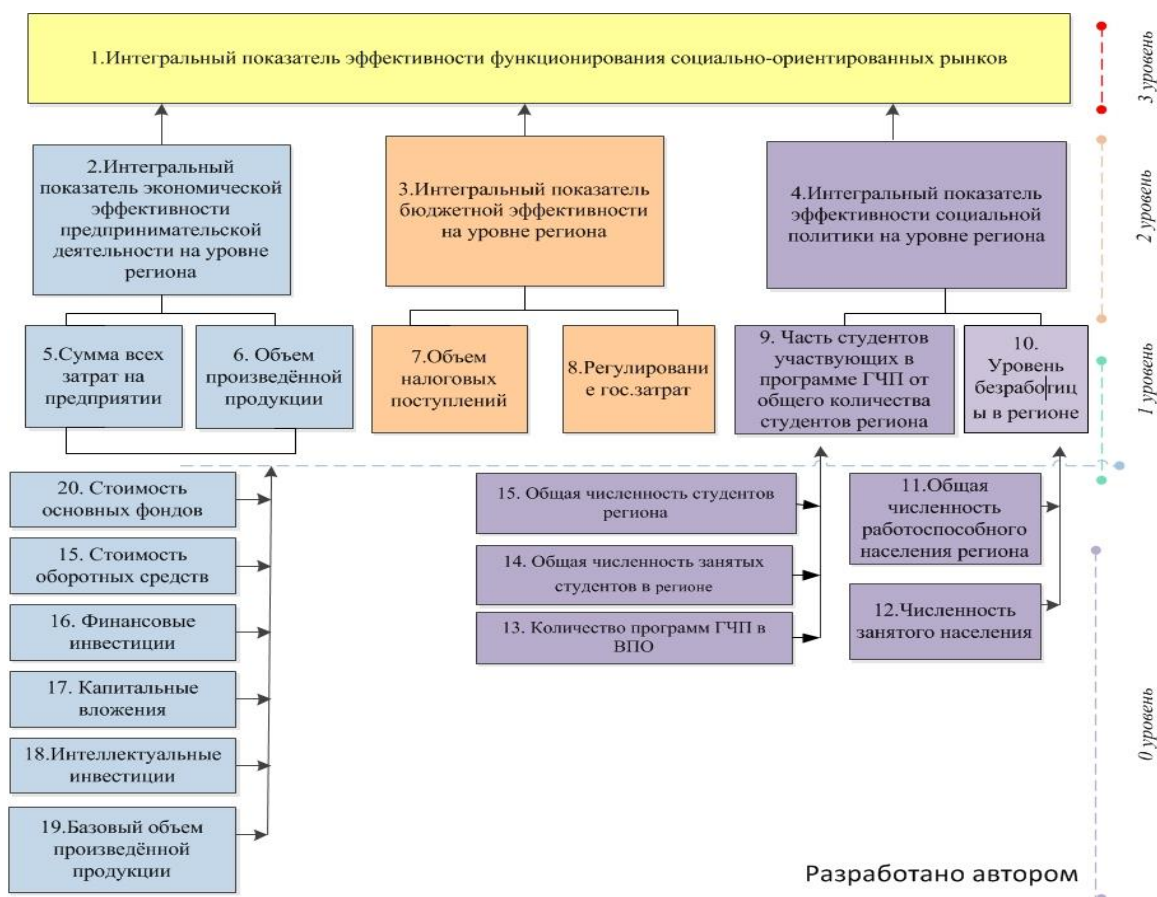 1.Интегральный показатель эффективности функционирования социально-ориентированных рынков
3 уровень
2.Интегральный
показатель экономической
эффективности
предпринимательской
деятельности на уровне
региона
3.Интегральный показатель
бюджетной эффективности
на уровне региона
4.Интегральный показатель
эффективности социальной
политики на уровне региона
2 уровень
5.Сумма всех
затрат на
предприятии
6. Объем
произведённой
продукции
7.Объем
налоговых
поступлений
8.Регулировани
е гос.затрат
9. Часть студентов
участвующих в
программе ГЧП от
общего количества
студентов региона
10.
Уровень
безработиц
ы в регионе
1 уровень
20. Стоимость
основных фондов
15. Стоимость
оборотных средств
16. Финансовые
инвестиции
17. Капитальные
вложения
18.Интеллектуальные
инвестиции
19.Базовый объем
произведённой
продукции
15. Общая численность студентов
региона
14. Общая численность занятых
студентов в регионе
13. Количество программ ГЧП в
ВПО
11.Общая
численность
работоспособного
населения региона
12.Численность
занятого населения
0 уровень
Разработано автором